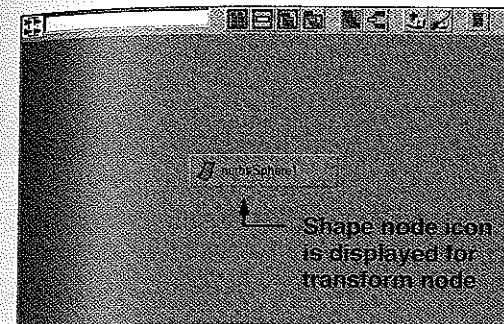 nurbsSphere1
Shape node icon
is displayed for
transform node